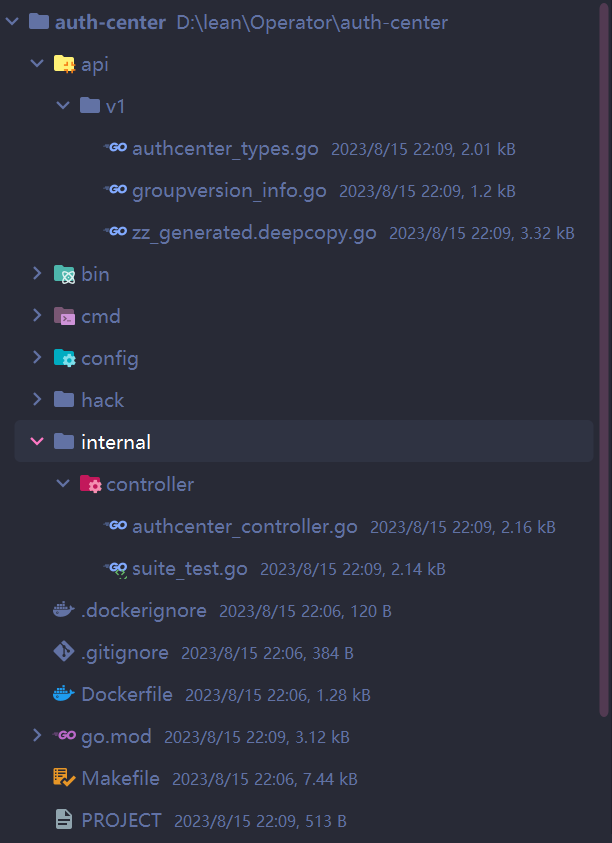 auth-center D:\lean\Operator\auth-center
api
v1
authcenter_types.go 2023/8/15 22:09, 2.01 kB
groupversion_info.go 2023/8/15 22:09, 1.2 kB
zz_generated.deepcopy.go 2023/8/15 22:09, 3.32 kB
bin
cmd
config
hack
internal
controller
authcenter_controller.go 2023/8/15 22:09, 2.16 kB
suite_test.go 2023/8/15 22:09, 2.14 kB
.dockerignore 2023/8/15 22:06, 120 B
.gitignore 2023/8/15 22:06, 384 B
Dockerfile 2023/8/15 22:06, 1.28 kB
go.mod 2023/8/15 22:09, 3.12 kB
Makefile 2023/8/15 22:06, 7.44 kB
PROJECT 2023/8/15 22:09, 513 B